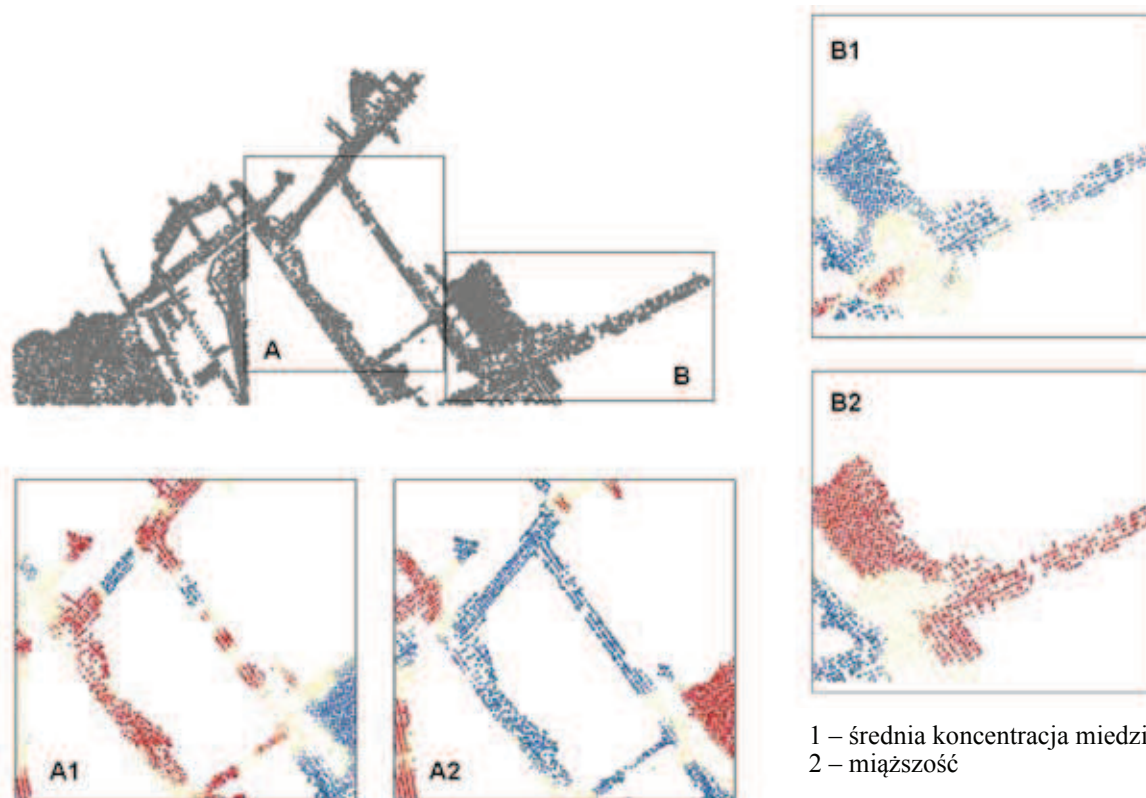 A
B
B1
B2
A1
A2
1 – średnia koncentracja miedzi
2 – miąższość